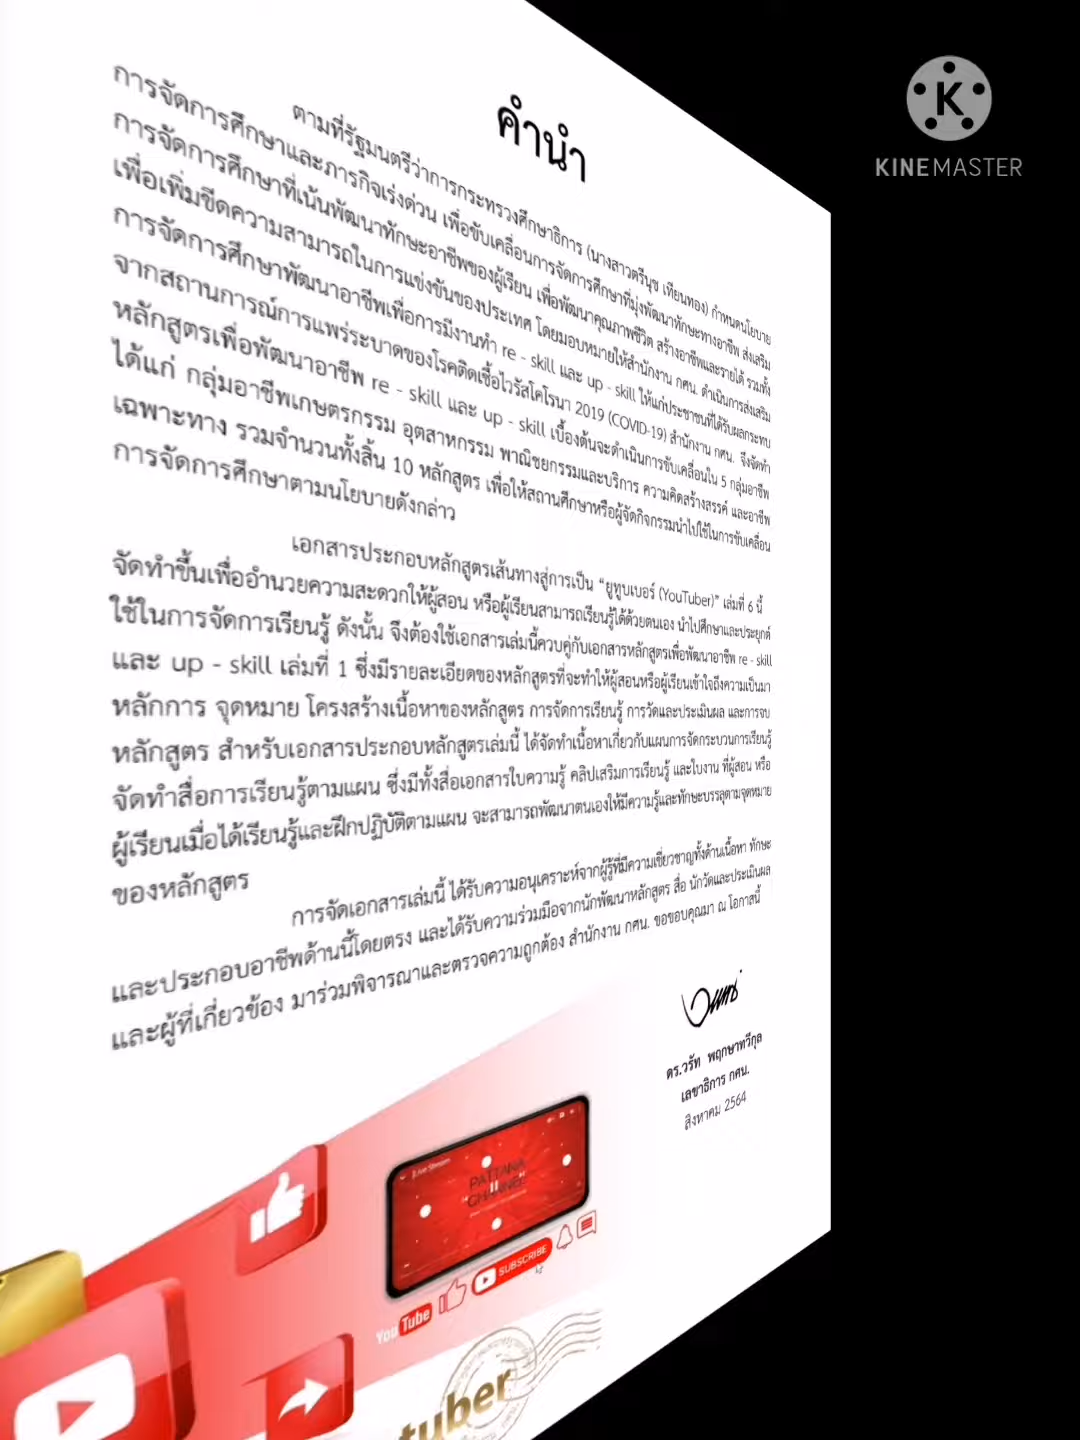 คำนำ
ตามที่รัฐมนตรีว่าการกระทรวงศึกษาธิการ (นางสาวตรีนุช เทียนทอง) กำหนดนโยบาย
การจัดการศึกษาและภารกิจเร่งด่วน เพื่อขับเคลื่อนการจัดการศึกษาที่มุ่งพัฒนาทักษะทางอาชีพ ส่งเสริม
การจัดการศึกษาที่เน้นพัฒนาทักษะอาชีพของผู้เรียน เพื่อพัฒนาคุณภาพชีวิต สร้างอาชีพและรายได้ รวมทั้ง
เพื่อเพิ่มขีดความสามารถในการแข่งขันของประเทศ โดยมอบหมายให้สำนักงาน กศน. ดำเนินการส่งเสริม
การจัดการศึกษาพัฒนาอาชีพเพื่อการมีงานทำ re - skill และ up - skill ให้แก่ประชาชนที่ได้รับผลกระทบ
จากสถานการณ์การแพร่ระบาดของโรคติดเชื้อไวรัสโคโรนา 2019 (COVID-19) สำนักงาน กศน. จึงจัดทำ
หลักสูตรเพื่อพัฒนาอาชีพ re - skill และ up - skill เบื้องต้นจะดำเนินการขับเคลื่อนใน 5 กลุ่มอาชีพ
ได้แก่ กลุ่มอาชีพเกษตรกรรม อุตสาหกรรม พาณิชยกรรมและบริการ ความคิดสร้างสรรค์ และอาชีพ
เฉพาะทาง รวมจำนวนทั้งสิ้น 10 หลักสูตร เพื่อให้สถานศึกษาหรือผู้จัดกิจกรรมนำไปใช้ในการขับเคลื่อน
การจัดการศึกษาตามนโยบายดังกล่าว
เอกสารประกอบหลักสูตรเส้นทางสู่การเป็น “ยูทูบเบอร์ (YouTuber)” เล่มที่ 6 นี้
จัดทำขึ้นเพื่ออำนวยความสะดวกให้ผู้สอน หรือผู้เรียนสามารถเรียนรู้ได้ด้วยตนเอง นำไปศึกษาและประยุกต์
ใช้ในการจัดการเรียนรู้ ดังนั้น จึงต้องใช้เอกสารเล่มนี้ควบคู่กับเอกสารหลักสูตรเพื่อพัฒนาอาชีพ re - skill
และ up - skill เล่มที่ 1 ซึ่งมีรายละเอียดของหลักสูตรที่จะทำให้ผู้สอนหรือผู้เรียนเข้าใจถึงความเป็นมา
หลักการ จุดหมาย โครงสร้างเนื้อหาของหลักสูตร การจัดการเรียนรู้ การวัดและประเมินผล และการจบ
หลักสูตร สำหรับเอกสารประกอบหลักสูตรเล่มนี้ ได้จัดทำเนื้อหาเกี่ยวกับแผนการจัดกระบวนการเรียนรู้
จัดทำสื่อการเรียนรู้ตามแผน ซึ่งมีทั้งสื่อเอกสารใบความรู้ คลิปเสริมการเรียนรู้ และใบงาน ที่ผู้สอน หรือ
ผู้เรียนเมื่อได้เรียนรู้และฝึกปฏิบัติตามแผน จะสามารถพัฒนาตนเองให้มีความรู้และทักษะบรรลุตามจุดหมาย
ของหลักสูตร
การจัดเอกสารเล่มนี้ ได้รับความอนุเคราะห์จากผู้รู้ที่มีความเชี่ยวชาญทั้งด้านเนื้อหา ทักษะ
และประกอบอาชีพด้านนี้โดยตรง และได้รับความร่วมมือจากนักพัฒนาหลักสูตร สื่อ นักวัดและประเมินผล
และผู้ที่เกี่ยวข้อง มาร่วมพิจารณาและตรวจความถูกต้อง สำนักงาน กศน. ขอขอบคุณมา ณ โอกาสนี้
ดร.วรัท พฤกษาทวีกุล
เลขาธิการ กศน.
สิงหาคม 2564
Live Stream
PATTANA
CHANNEL
SUBSCRIBE
YouTube
tuber
KINEMASTER